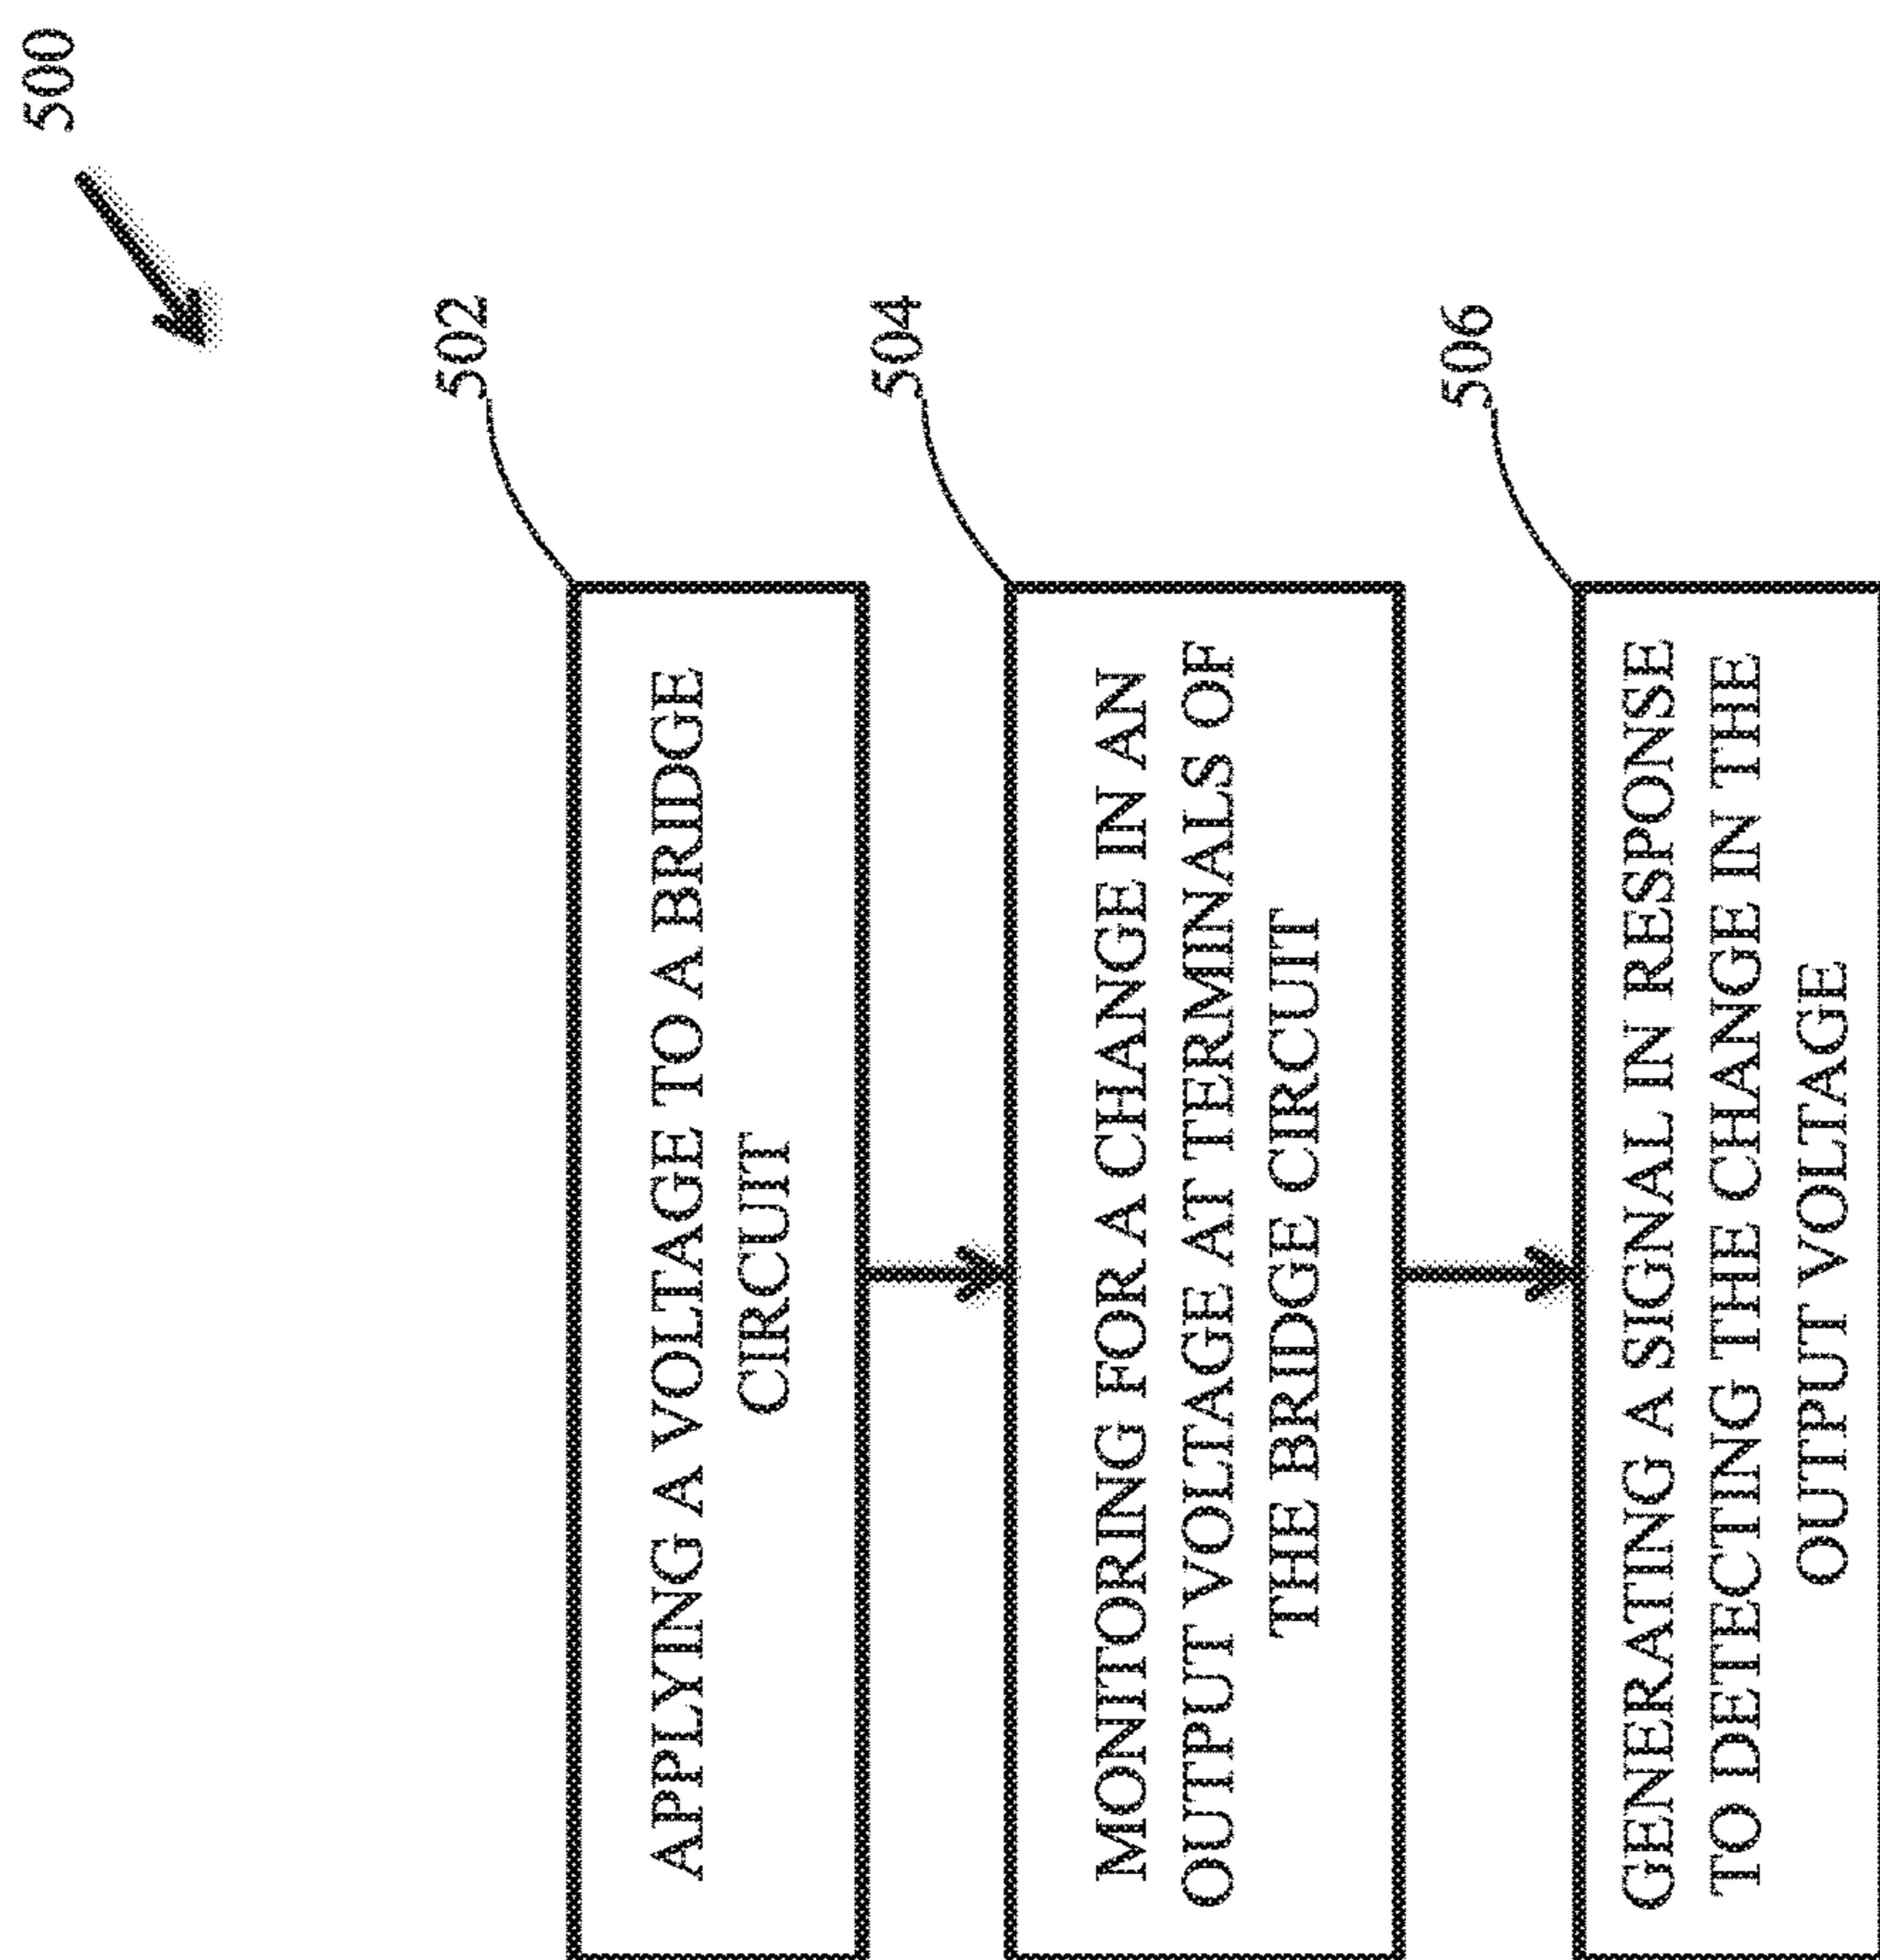 500
502
APPLYING A VOLTAGE TO A BRIDGE
CIRCUIT
504
MONITORING FOR A CHANGE IN AN
OUTPUT VOLTAGE AT TERMINALS OF
THE BRIDGE CIRCUIT
506
GENERATING A SIGNAL IN RESPONSE
TO DETECTING THE CHANGE IN THE
OUTPUT VOLTAGE